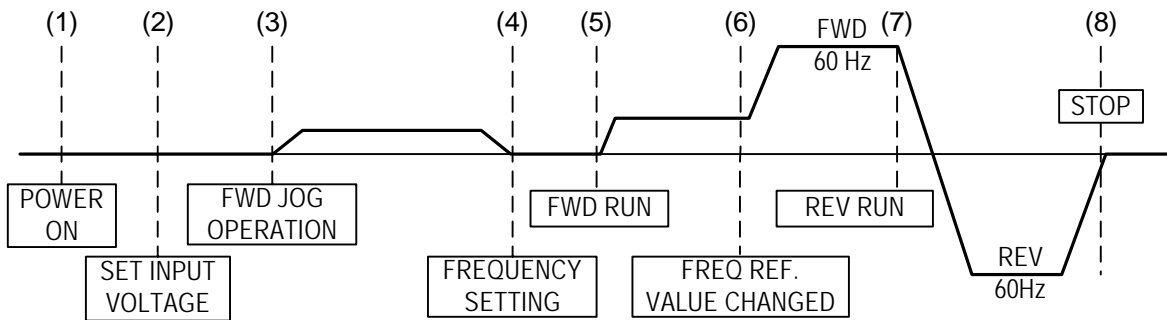 (1)
(2)
(3)
(4)
(5)
(6)
FWD
60 Hz
(7)
(8)
STOP
POWER
ON
FWD JOG
OPERATION
FWD RUN
REV RUN
SET INPUT
VOLTAGE
FREQUENCY
SETTING
FREQ REF.
VALUE CHANGED
REV
60Hz